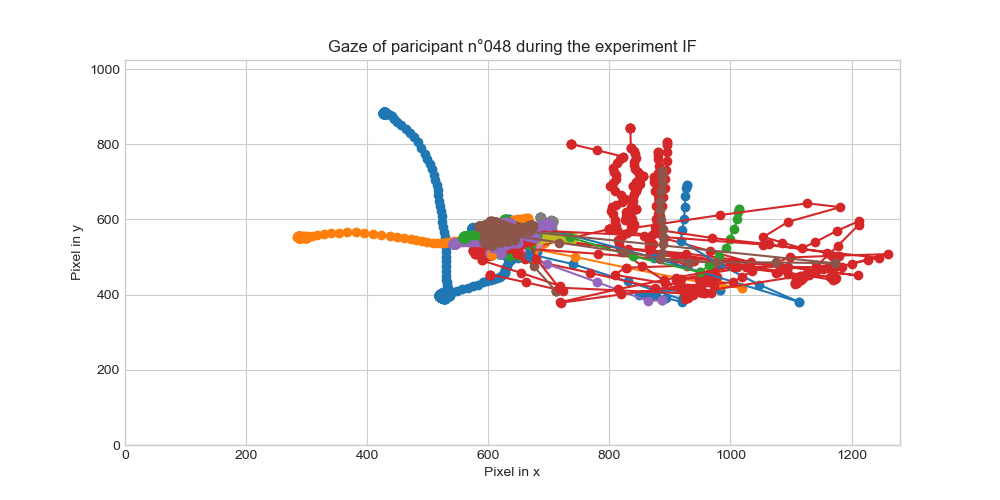 Gaze of paricipant n°048 during the experiment IF
Pixel in y
1000
800
600
400
200
0
0 200 400 600 800 1000 1200
Pixel in x